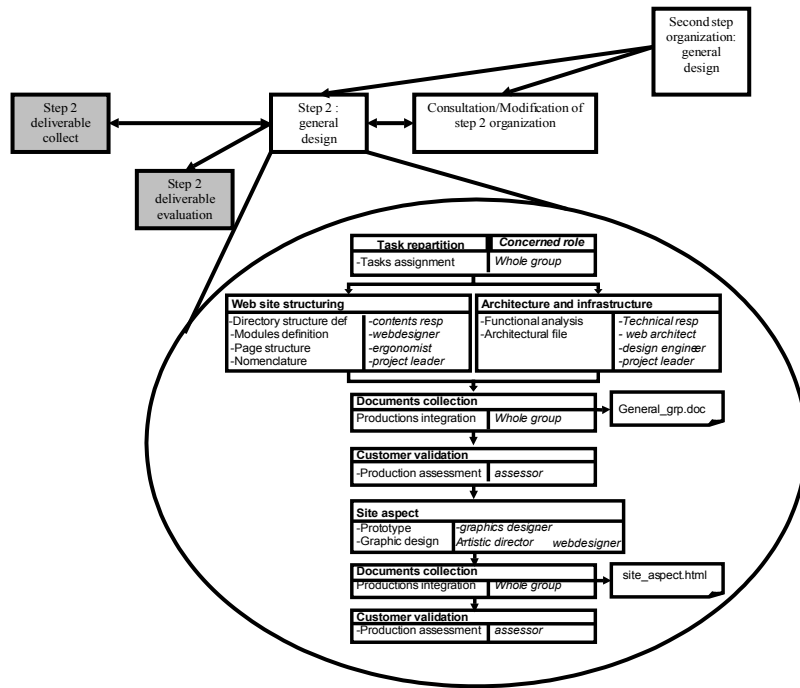 Second step
organization:
general
design
Step 2
deliverable
collect
Step 2 :
general
design
Consultation/Modification of
step 2 organization
Step 2
deliverable
evaluation
Task repartition Concerned role
-Tasks assignment Whole group
Web site structuring
-Directory structure def -contents resp
-Modules definition -webdesigner
-Page structure -ergonomist
-Nomenclature -project leader
Architecture and infrastructure
-Functional analysis -Technical resp
-Architectural file - web architect
-design engineer
-project leader
Documents collection
Productions integration Whole group
General_grp.doc
Customer validation
-Production assessment assessor
Site aspect
-Prototype -graphics designer
-Graphic design Artistic director webdesigner
Documents collection
Productions integration Whole group
site_aspect.html
Customer validation
-Production assessment assessor